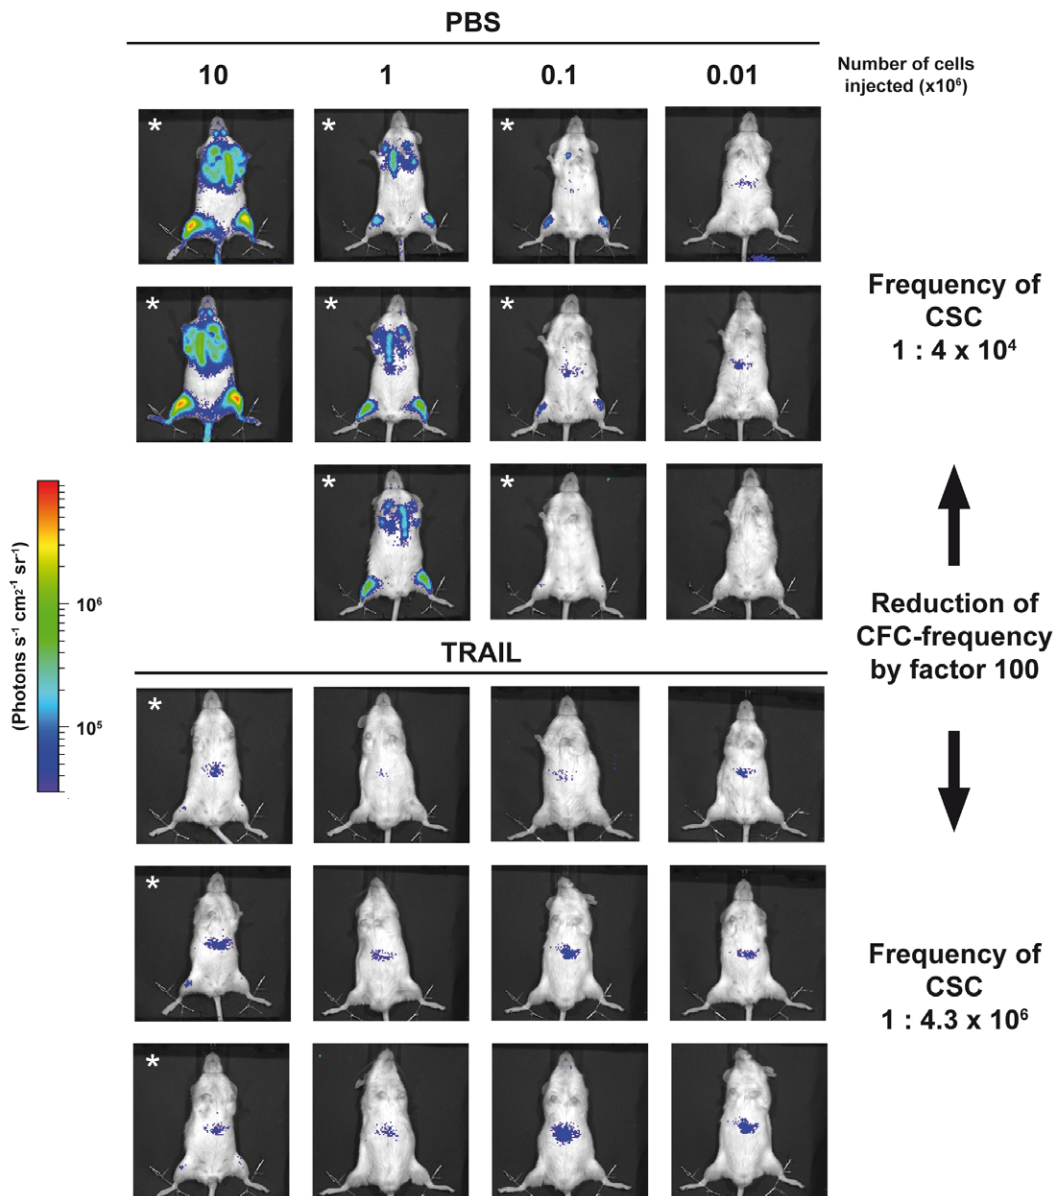 PBS
10 1 0.1 0.01
Number of cells
injected (x10⁶)
* * *
Frequency of
CSC
1 : 4 x 10⁴
* * *
* *
(Photons s⁻¹ cm⁻² sr⁻¹)
10⁶
10⁵
Reduction of
CFC-frequency
by factor 100
TRAIL
*
*
Frequency of
CSC
1 : 4.3 x 10⁶
*